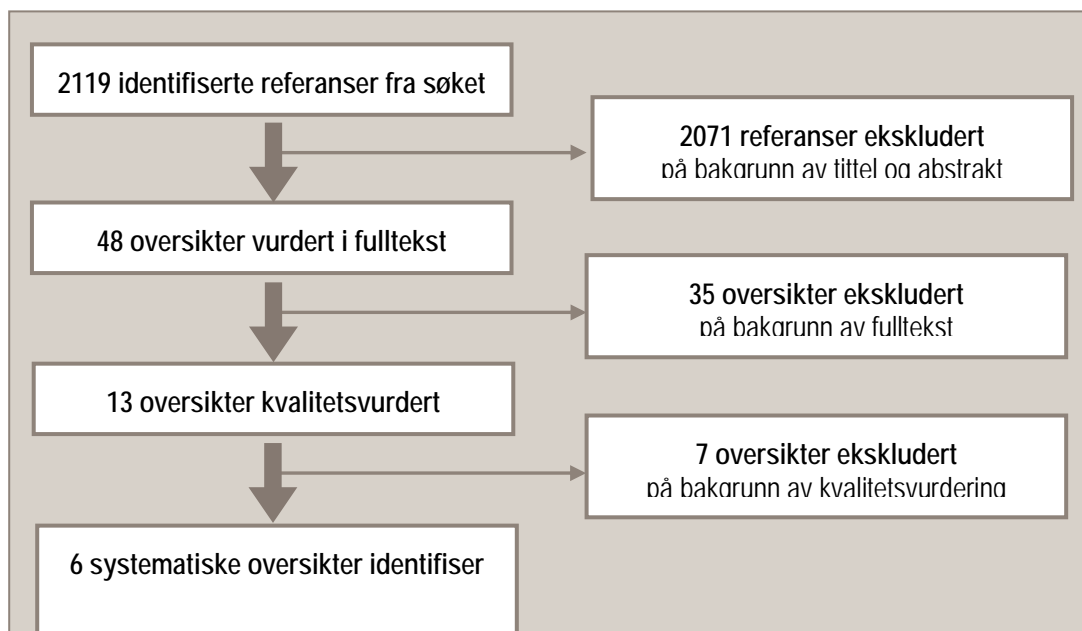 2119 identifiserte referanser fra søket
2071 referanser ekskludert
på bakgrunn av tittel og abstrakt
48 oversikter vurdert i fulltekst
35 oversikter ekskludert
på bakgrunn av fulltekst
13 oversikter kvalitetsvurdert
7 oversikter ekskludert
på bakgrunn av kvalitetsvurdering
6 systematiske oversikter identifiser